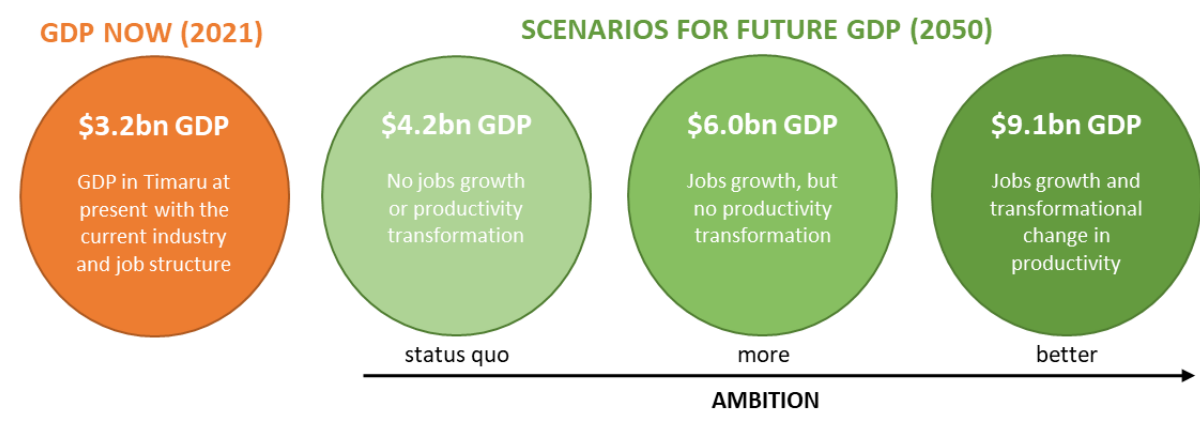 GDP NOW (2021)
SCENARIOS FOR FUTURE GDP (2050)
$3.2bn GDP
GDP in Timaru at
present with the
current industry
and job structure
$4.2bn GDP
No jobs growth
or productivity
transformation
$6.0bn GDP
Jobs growth, but
no productivity
transformation
$9.1bn GDP
Jobs growth and
transformational
change in
productivity
status quo
more
better
AMBITION